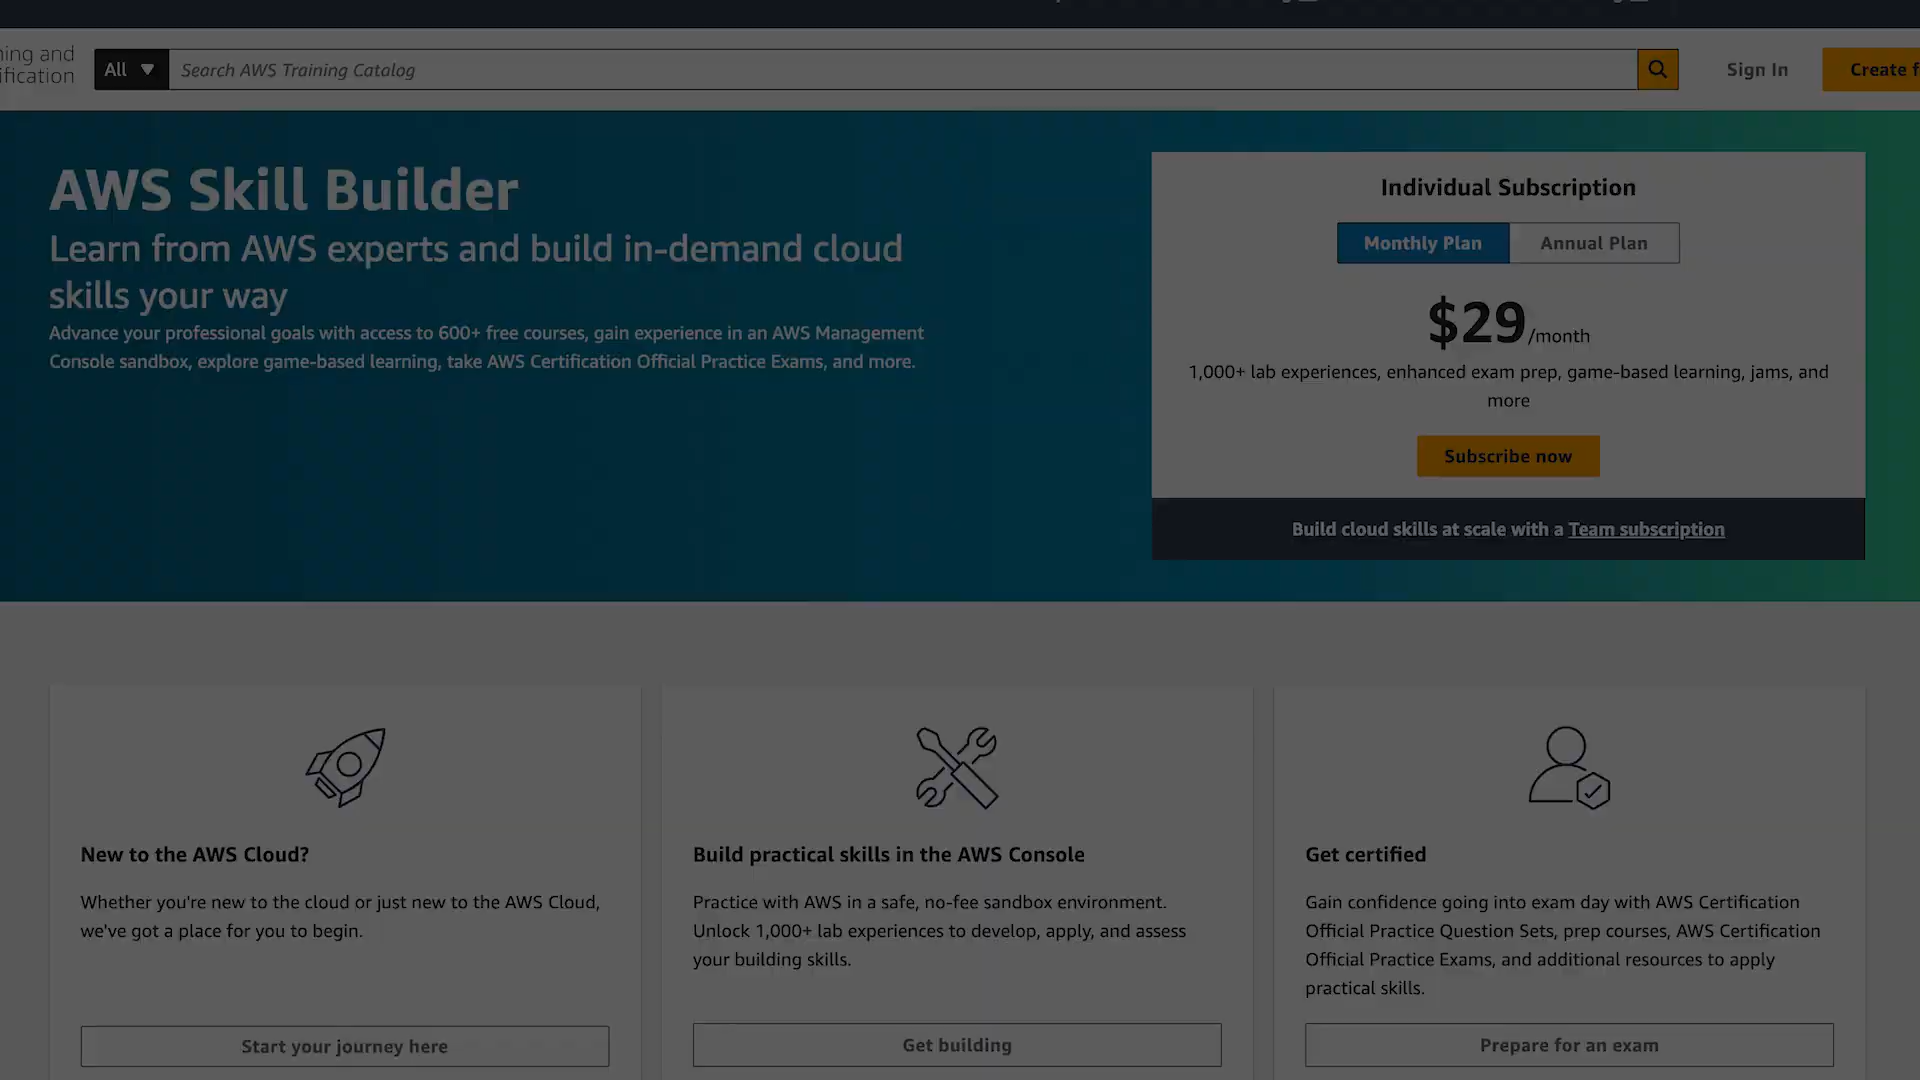 ning and
ification
All
Search AWS Training Catalog
Sign In
Create f
AWS Skill Builder
Learn from AWS experts and build in-demand cloud
skills your way
Advance your professional goals with access to 600+ free courses, gain experience in an AWS Management
Console sandbox, explore game-based learning, take AWS Certification Official Practice Exams, and more.
Individual Subscription
Monthly Plan
Annual Plan
$29/month
1,000+ lab experiences, enhanced exam prep, game-based learning, jams, and
more
Subscribe now
Build cloud skills at scale with a Team subscription
New to the AWS Cloud?
Whether you're new to the cloud or just new to the AWS Cloud,
we've got a place for you to begin.
Start your journey here
Build practical skills in the AWS Console
Practice with AWS in a safe, no-fee sandbox environment.
Unlock 1,000+ lab experiences to develop, apply, and assess
your building skills.
Get building
Get certified
Gain confidence going into exam day with AWS Certification
Official Practice Question Sets, prep courses, AWS Certification
Official Practice Exams, and additional resources to apply
practical skills.
Prepare for an exam